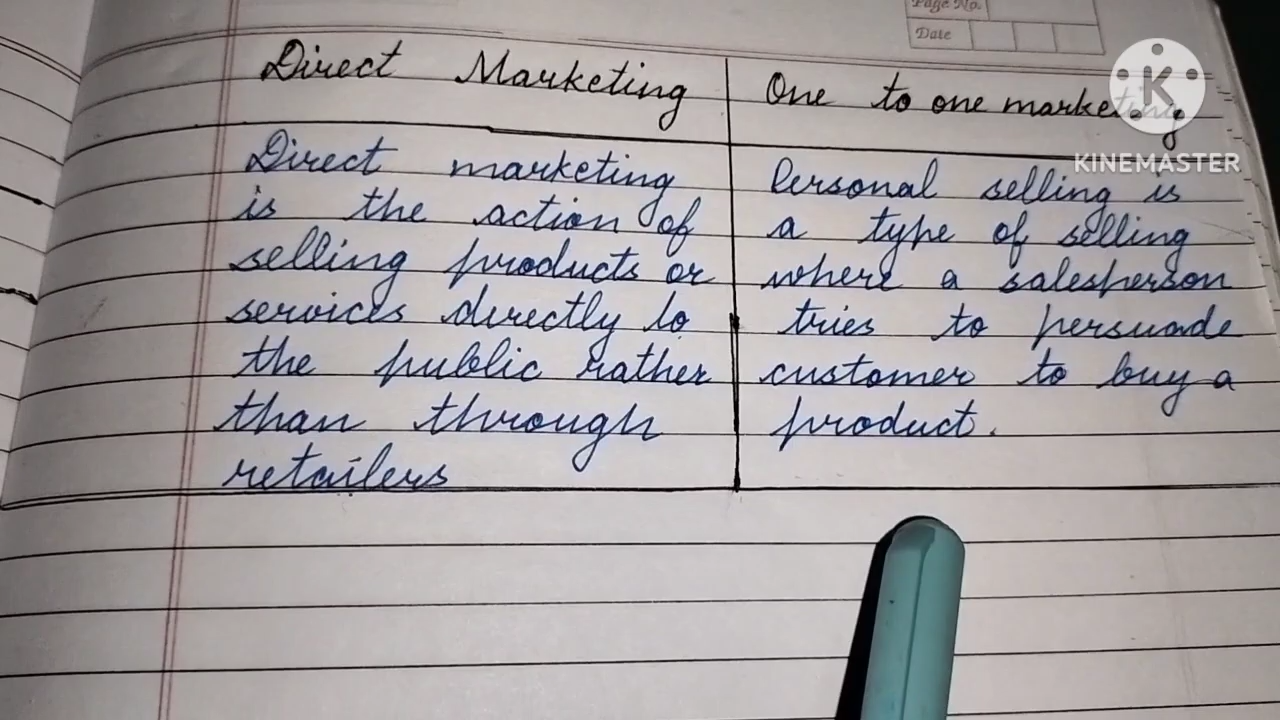 Page No.
Date
Direct Marketing
One to one marketing
KINEMASTER
Direct marketing
is the action of
selling products or
services directly to
the public rather
than through
retailers
Personal selling is
a type of selling
where a salesperson
tries to persuade
customer to buy a
product.